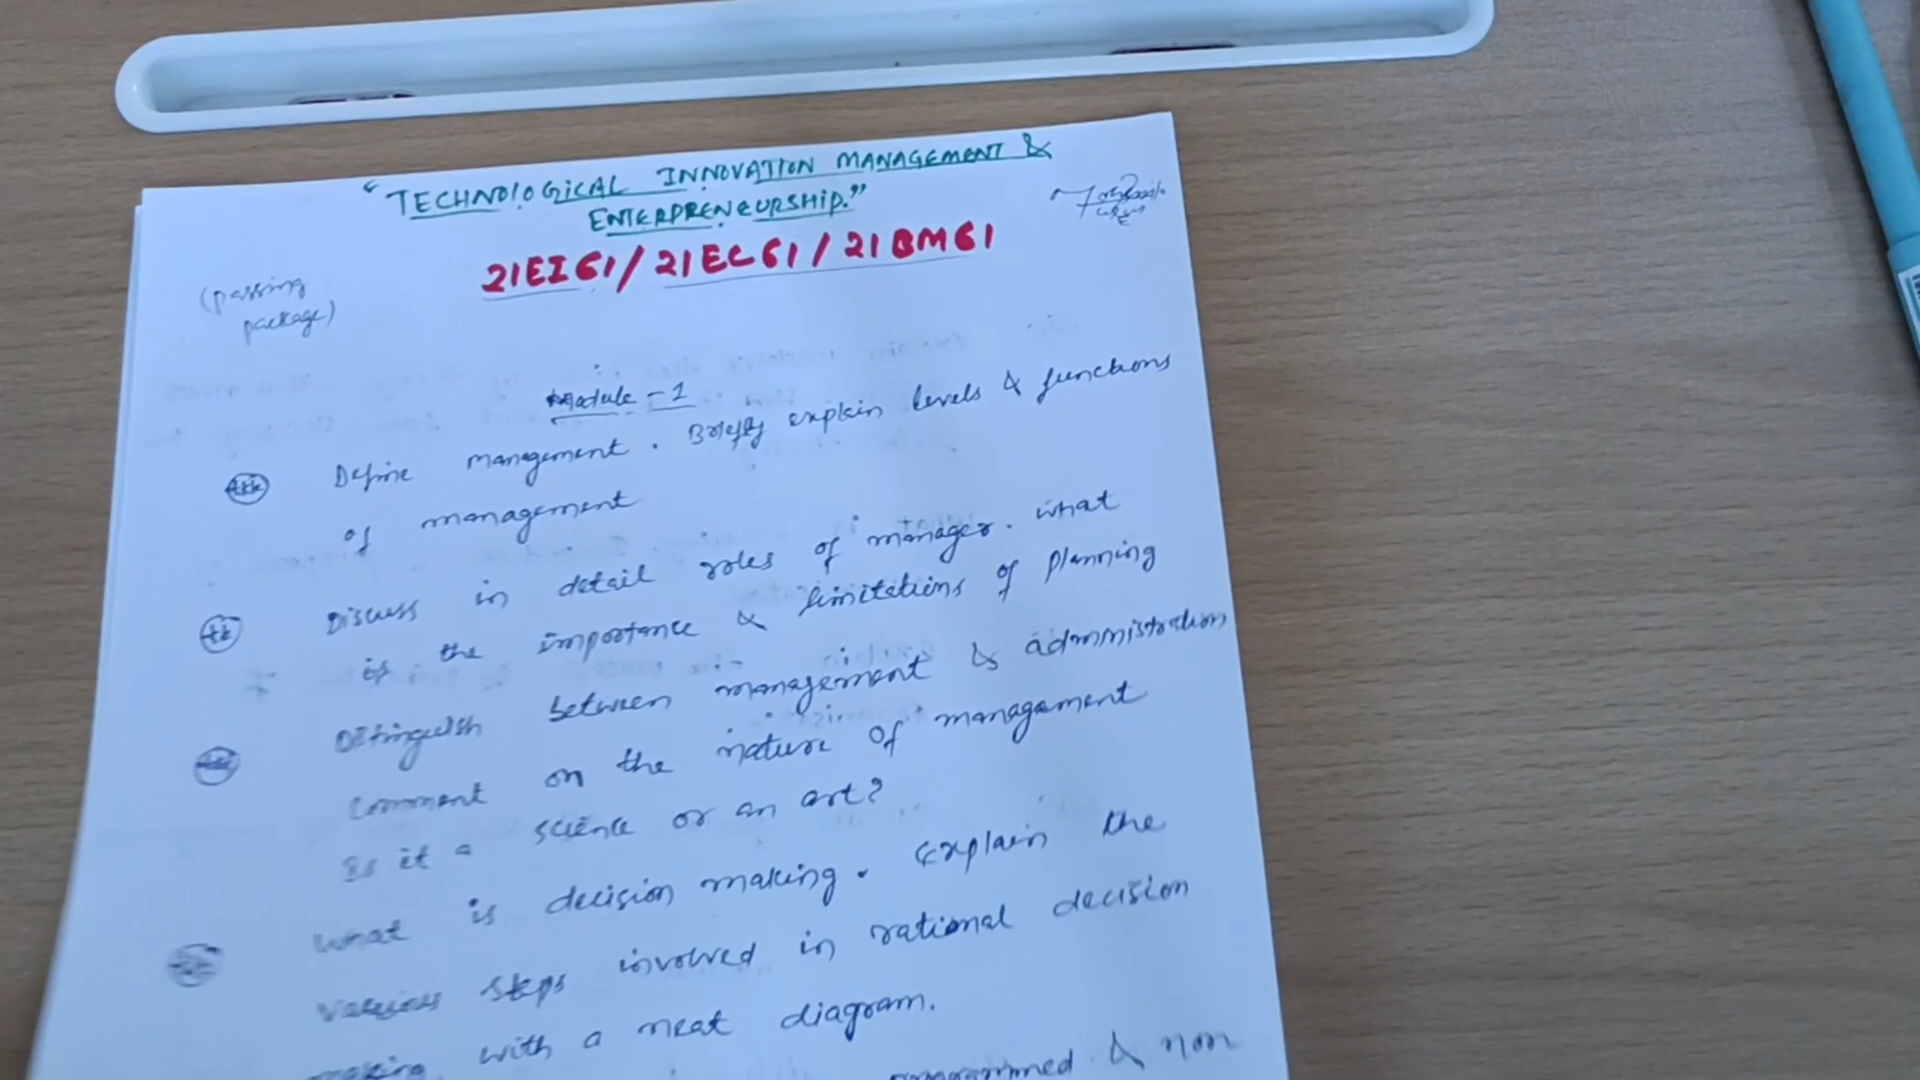 "TECHNOLOGICAL INNOVATION MANAGEMENT &
ENTERPRENEURSHIP."
21EI61/21EC61/21BM61
(passing
package)
Module - 1
Define management. Briefly explain levels & functions
of management
Discuss in detail roles of manager. what
is the importance & limitations of planning
Distinguish between management & administration
comment on the nature of management
Is it a science or an art?
what is decision making. explain the
various steps involved in rational decision
making with a neat diagram.
programmed & non